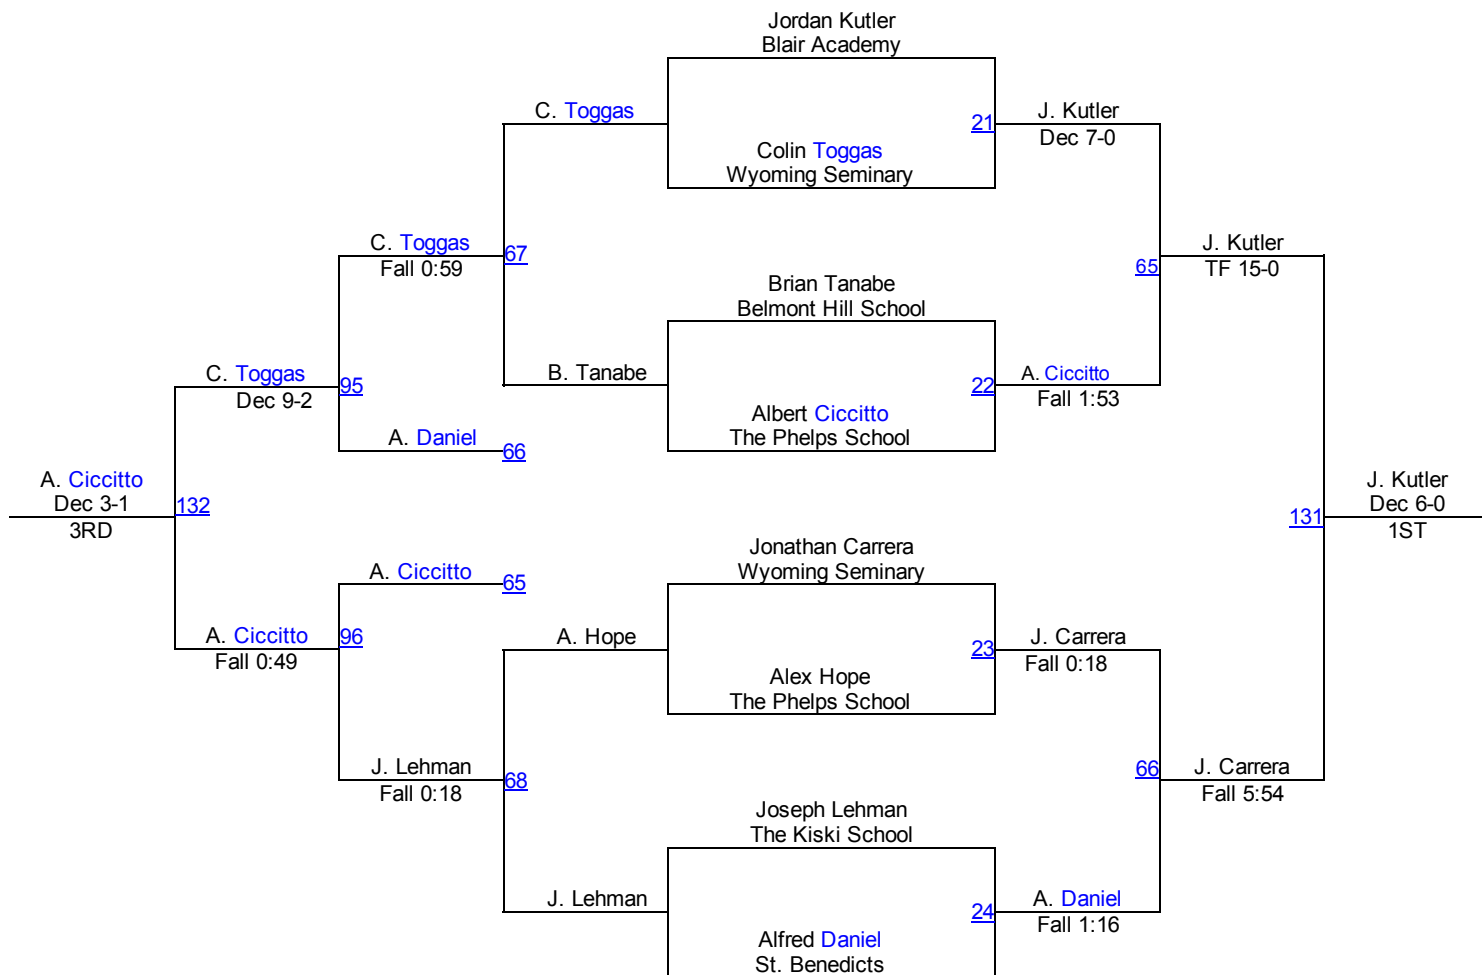 Jordan Kutler
Blair Academy
C. Toggas
21
J. Kutler
Dec 7-0
Colin Toggas
Wyoming Seminary
C. Toggas
Fall 0:59
67
J. Kutler
TF 15-0
65
Brian Tanabe
Belmont Hill School
C. Toggas
Dec 9-2
95
B. Tanabe
22
A. Ciccitto
Fall 1:53
Albert Ciccitto
The Phelps School
A. Daniel
66
A. Ciccitto
Dec 3-1
3RD
132
J. Kutler
Dec 6-0
1ST
131
Jonathan Carrera
Wyoming Seminary
A. Ciccitto
65
A. Ciccitto
Fall 0:49
96
A. Hope
23
J. Carrera
Fall 0:18
Alex Hope
The Phelps School
J. Lehman
Fall 0:18
68
66
J. Carrera
Fall 5:54
Joseph Lehman
The Kiski School
J. Lehman
24
A. Daniel
Fall 1:16
Alfred Daniel
St. Benedicts